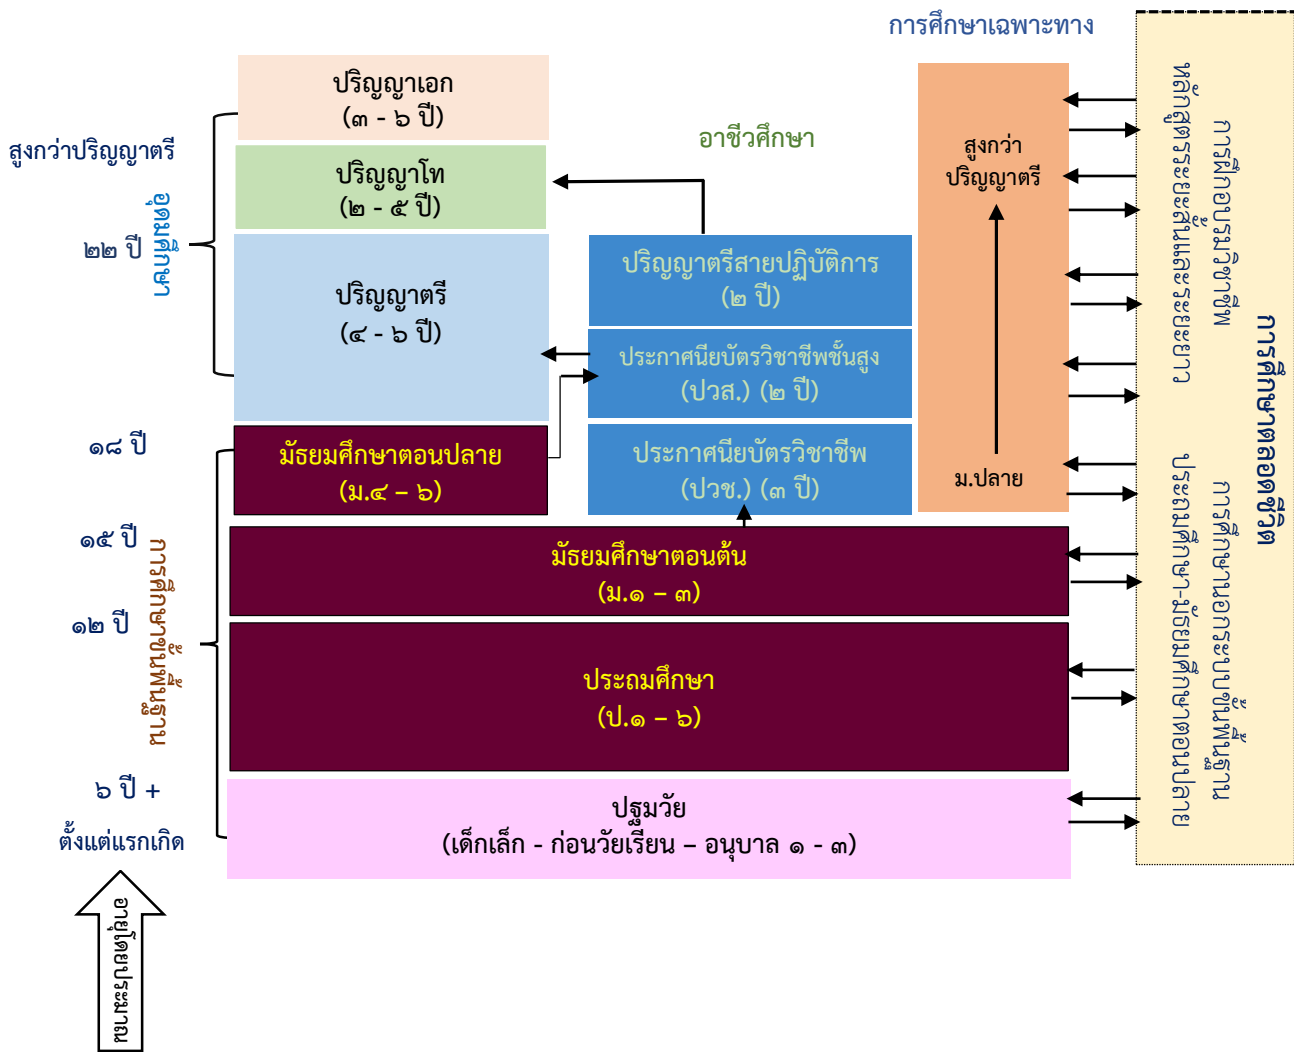 การศึกษาเฉพาะทาง
ปริญญาเอก
(๓ - ๖ ปี)
สูงกว่าปริญญาตรี
อาชีวศึกษา
ปริญญาโท
(๒ - ๕ ปี)
สูงกว่า
ปริญญาตรี
อุดมศึกษา
๒๒ ปี
ปริญญาตรี
(๔ - ๖ ปี)
ปริญญาตรีสายปฏิบัติการ
(๒ ปี)
ประกาศนียบัตรวิชาชีพชั้นสูง
(ปวส.) (๒ ปี)
๑๘ ปี
มัธยมศึกษาตอนปลาย
(ม.๔ – ๖)
ประกาศนียบัตรวิชาชีพ
(ปวช.) (๓ ปี)
ม.ปลาย
๑๕ ปี
มัธยมศึกษาตอนต้น
(ม.๑ – ๓)
๑๒ ปี
การศึกษาขั้นพื้นฐาน
ประถมศึกษา
(ป.๑ – ๖)
๖ ปี +
ตั้งแต่แรกเกิด
ปฐมวัย
(เด็กเล็ก - ก่อนวัยเรียน – อนุบาล ๑ - ๓)
อายุโดยประมาณ
การศึกษาตลอดชีวิต
การฝึกอบรมวิชาชีพ
หลักสูตรระยะสั้นและระยะยาว
การศึกษานอกระบบขั้นพื้นฐาน
ประถมศึกษา-มัธยมศึกษาตอนปลาย